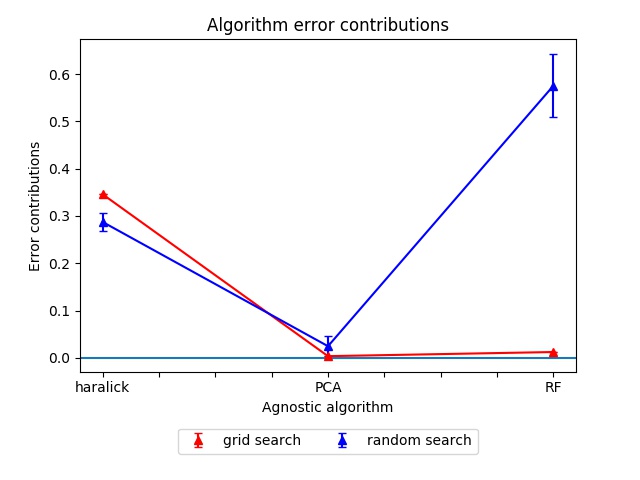 Algorithm error contributions
Error contributions
0.6
0.5
0.4
0.3
0.2
0.1
0.0
haralick PCA RF
Agnostic algorithm
grid search random search